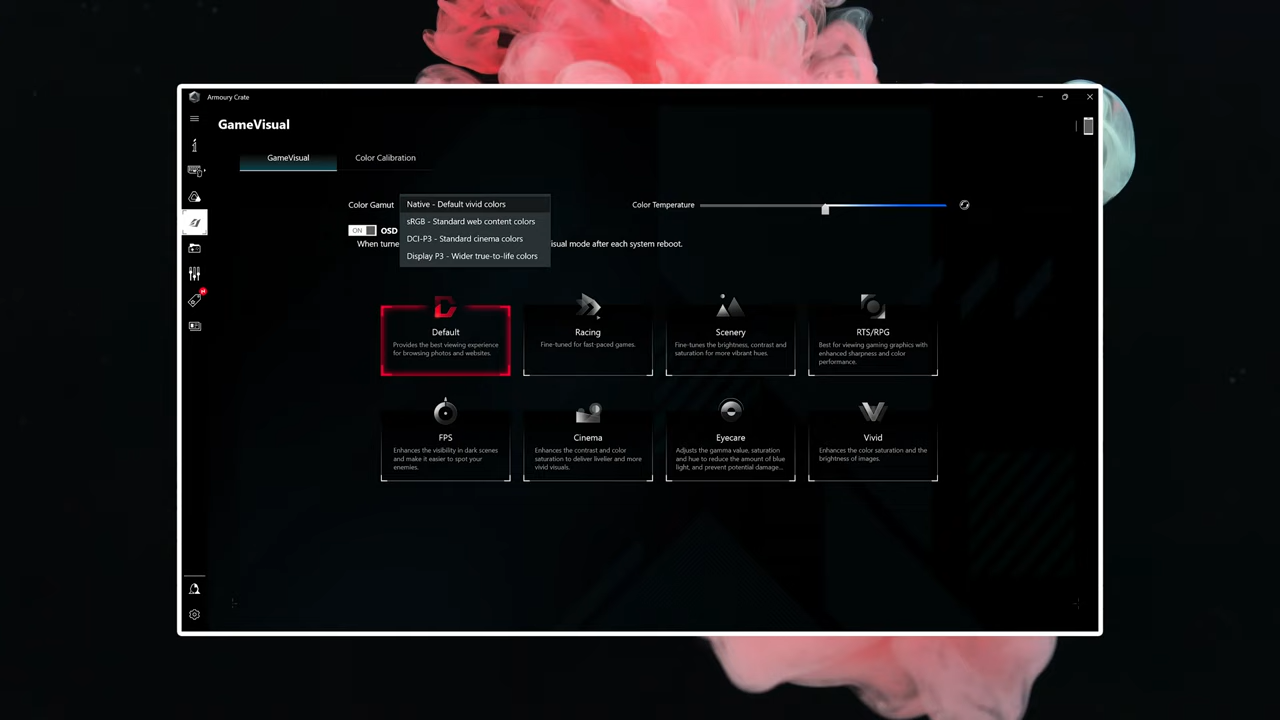 Armoury Crate
GameVisual
GameVisual
Color Calibration
Color Gamut
Native - Default vivid colors
sRGB - Standard web content colors
DCI-P3 - Standard cinema colors
Display P3 - Wider true-to-life colors
Color Temperature
ON
OSD
When turne
isual mode after each system reboot.
Default
Provides the best viewing experience
for browsing photos and websites.
Racing
Fine-tuned for fast-paced games.
Scenery
Fine-tunes the brightness, contrast and
saturation for more vibrant hues.
RTS/RPG
Best for viewing gaming graphics with
enhanced sharpness and color
performance.
FPS
Enhances the visibility in dark scenes
and make it easier to spot your
enemies.
Cinema
Enhances the contrast and color
saturation to deliver livelier and more
vivid visuals.
Eyecare
Adjusts the gamma value, saturation
and hue to reduce the amount of blue
light, and prevent potential damage...
Vivid
Enhances the color saturation and the
brightness of images.